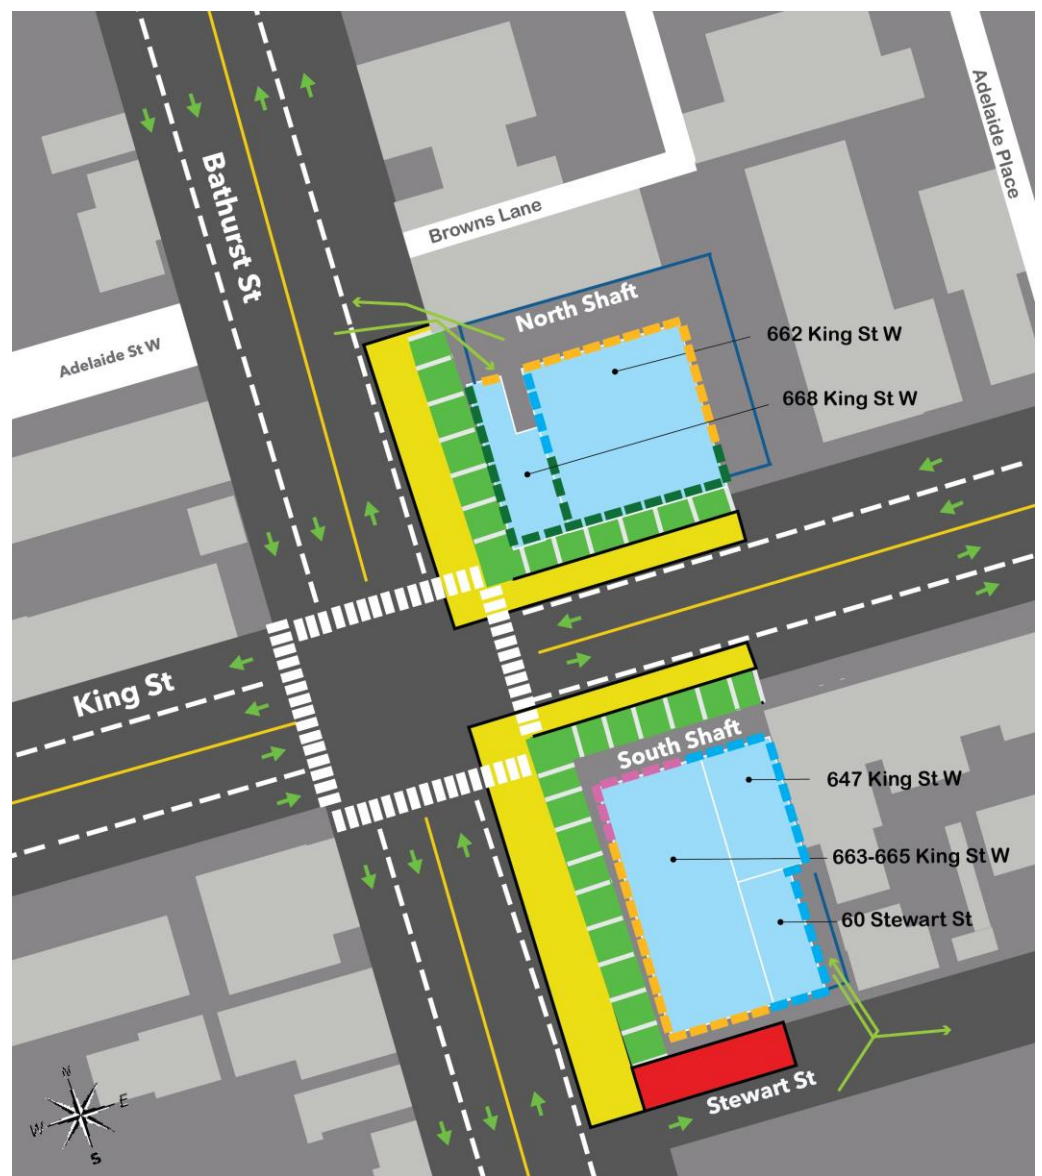 Adelaide Place
Bathurst St
Browns Lane
North Shaft
662 King St W
Adelaide St W
668 King St W
King St
South Shaft
647 King St W
663-665 King St W
60 Stewart St
Stewart St
N
E
W
S